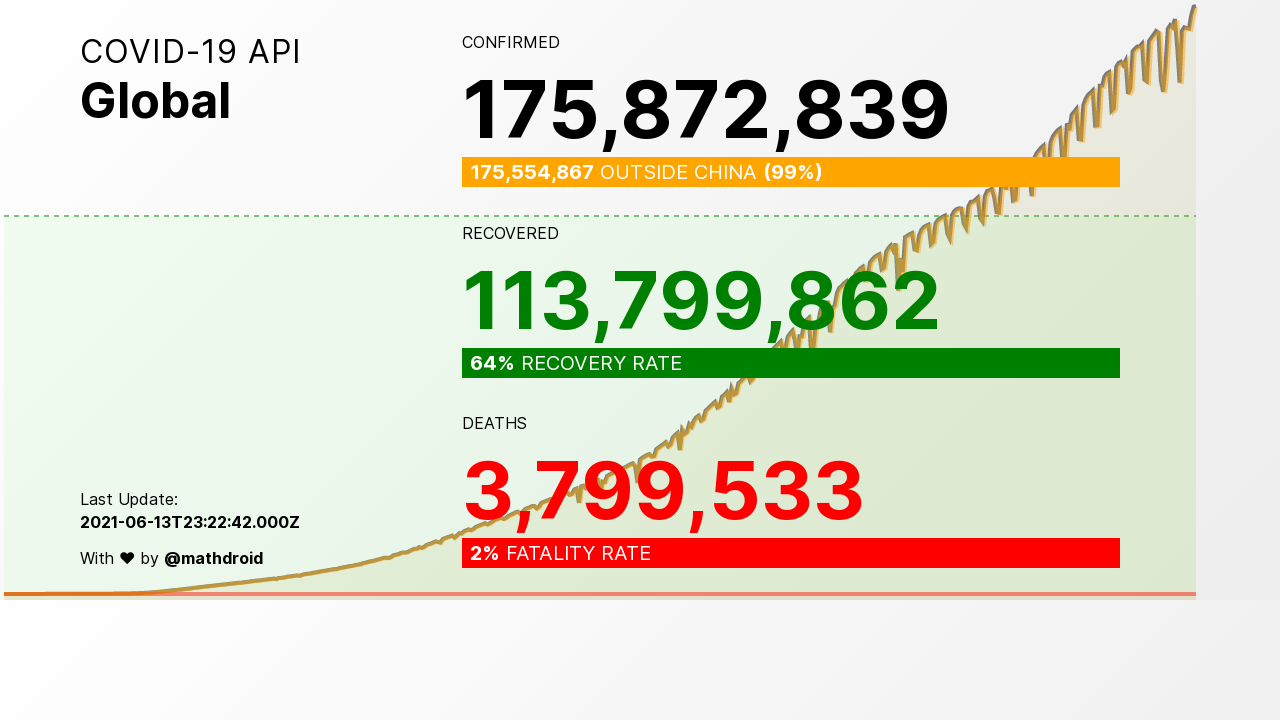 COVID-19 API
Global
CONFIRMED
175,872,839
175,554,867 OUTSIDE CHINA (99%)
RECOVERED
113,799,862
64% RECOVERY RATE
DEATHS
3,799,533
2% FATALITY RATE
Last Update:
2021-06-13T23:22:42.000Z
With ♥ by @mathdroid